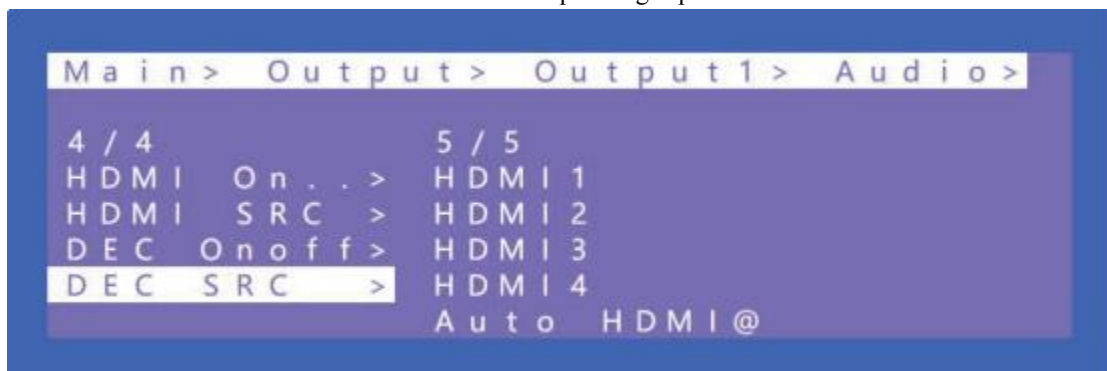 Main> Output> Output1> Audio>
4/4 5/5
HDMI On..> HDMI1
HDMI SRC > HDMI2
DEC Onoff> HDMI3
DEC SRC > HDMI4
Auto HDMI@